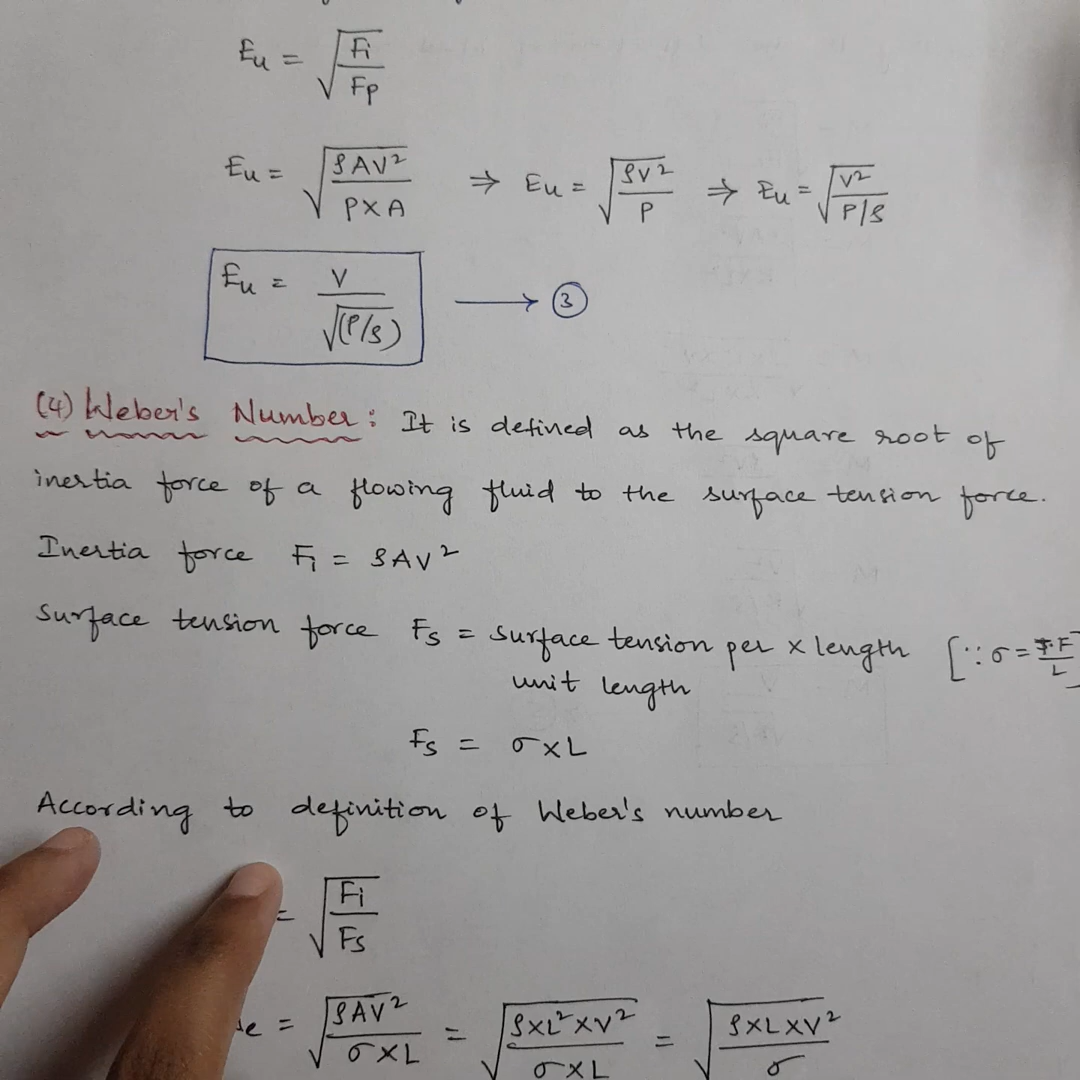 Eu = √(Fi/Fp)
Eu = √(ρAV²/(P×A)) ⇒ Eu = √(ρV²/P) ⇒ Eu = √(V²/(P/ρ))
Eu = V/√(P/ρ) → ③
(4) Weber's Number: It is defined as the square root of
inertia force of a flowing fluid to the surface tension force.
Inertia force Fi = ρAV²
Surface tension force Fs = surface tension per × length [∵ σ = F/L]
unit length
Fs = σ×L
According to definition of Weber's number
= √(Fi/Fs)
e = √(ρAV²/(σ×L)) = √(ρ×L²×V²/(σ×L)) = √(ρ×L×V²/σ)